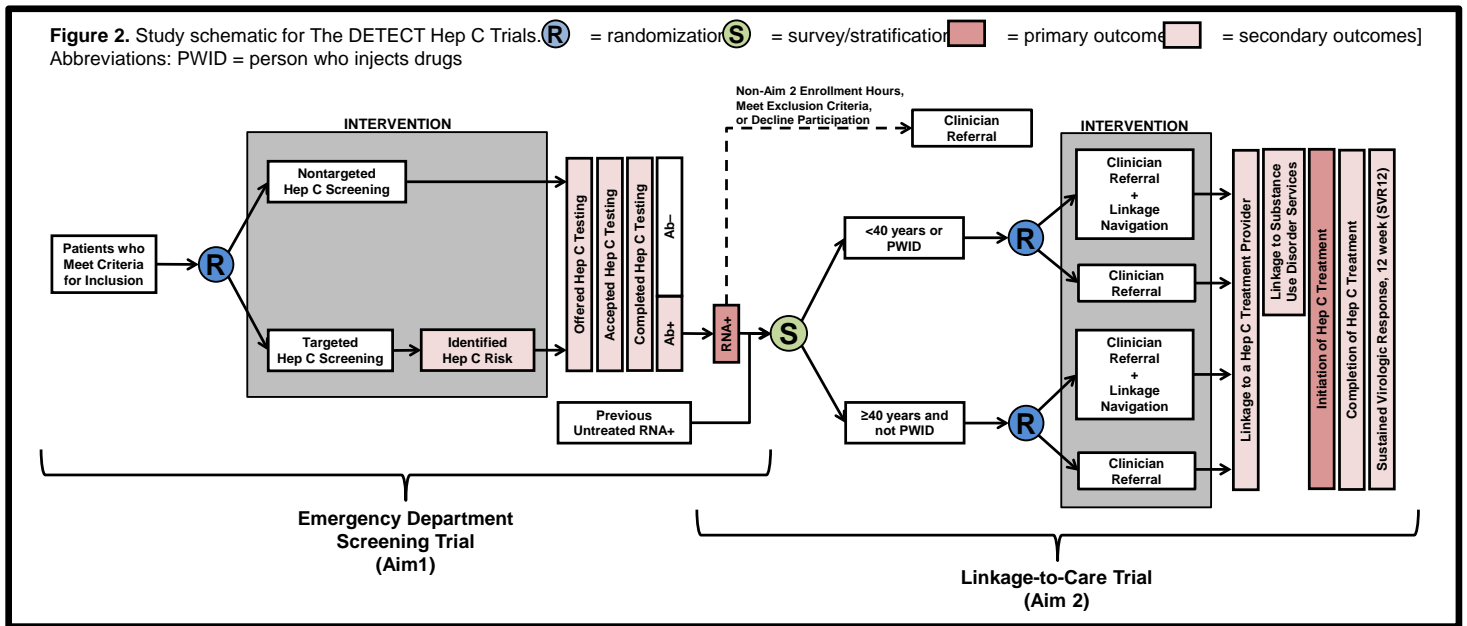 Figure 2. Study schematic for The DETECT Hep C Trials. R = randomization S = survey/stratification = primary outcome = secondary outcomes]
Abbreviations: PWID = person who injects drugs
Non-Aim 2 Enrollment Hours,
Meet Exclusion Criteria,
or Decline Participation
Clinician
Referral
INTERVENTION
Nontargeted
Hep C Screening
Patients who
Meet Criteria
for Inclusion
R
Targeted
Hep C Screening
Identified
Hep C Risk
Offered Hep C Testing
Accepted Hep C Testing
Completed Hep C Testing
Ab–
Ab+
RNA+
Previous
Untreated RNA+
S
<40 years or
PWID
≥40 years and
not PWID
R
R
INTERVENTION
Clinician
Referral
+
Linkage
Navigation
Clinician
Referral
Clinician
Referral
+
Linkage
Navigation
Clinician
Referral
Linkage to a Hep C Treatment Provider
Linkage to Substance
Use Disorder Services
Initiation of Hep C Treatment
Completion of Hep C Treatment
Sustained Virologic Response, 12 week (SVR12)
Emergency Department
Screening Trial
(Aim1)
Linkage-to-Care Trial
(Aim 2)